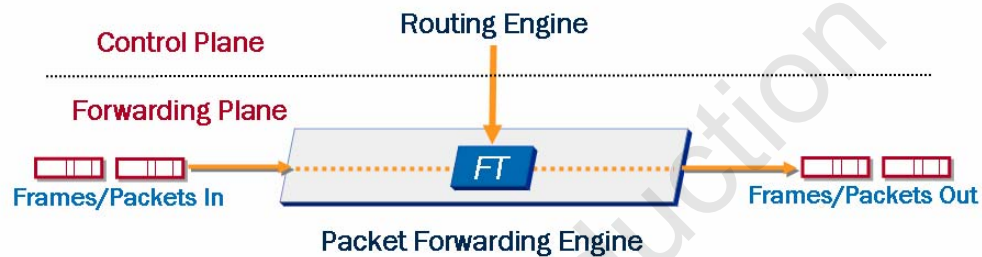 Routing Engine
Control Plane
Forwarding Plane
FT
Frames/Packets In
Frames/Packets Out
Packet Forwarding Engine